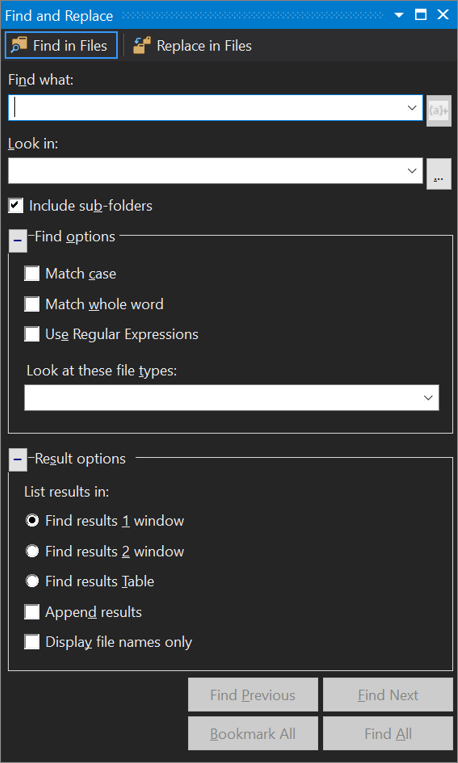 Find and Replace
Find in Files Replace in Files
Find what:
(a)+
Look in:
...
Include sub-folders
Find options
Match case
Match whole word
Use Regular Expressions
Look at these file types:
Result options
List results in:
Find results 1 window
Find results 2 window
Find results Table
Append results
Display file names only
Find Previous Find Next
Bookmark All Find All